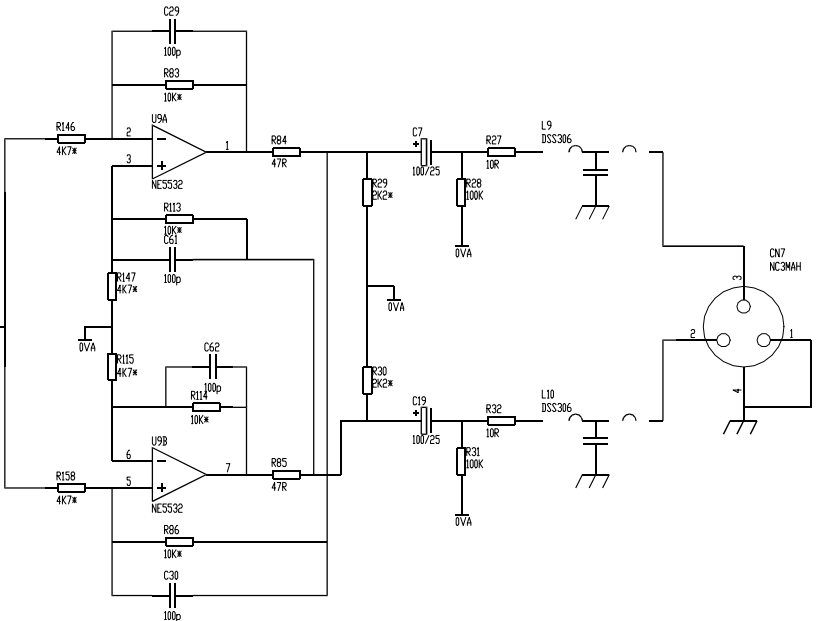 C29
100p
R83
10K*
U9A
R146
2
4K7*
1
3
NE5532
R84
47R
C7
+
100/25
R27
10R
L9
DSS306
R29
2K2*
R28
100K
0VA
R113
10K*
C61
100p
R147
4K7*
0VA
0VA
R115
4K7*
C62
100p
R114
10K*
R30
2K2*
CN7
NC3MAH
3
2
1
4
C19
+
100/25
R32
10R
L10
DSS306
R31
100K
0VA
U9B
6
R158
5
4K7*
7
NE5532
R85
47R
R86
10K*
C30
100p